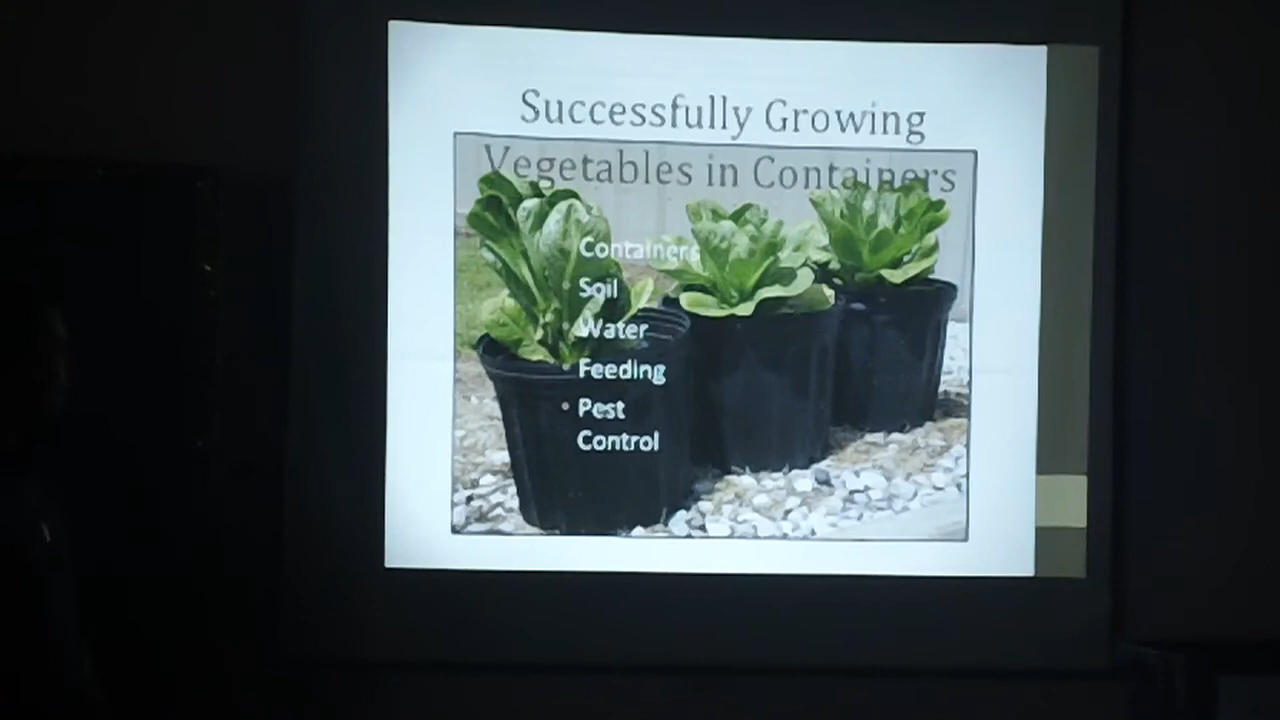 Successfully Growing
Vegetables in Containers
Containers
• Soil
• Water
• Feeding
• Pest
Control